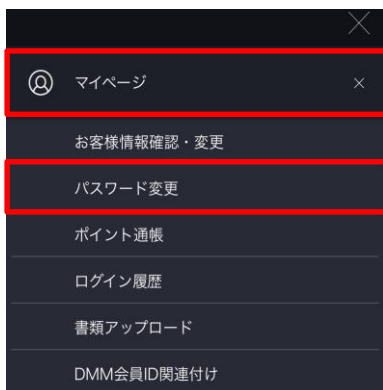 マイページ
お客様情報確認・変更
パスワード変更
ポイント通帳
ログイン履歴
書類アップロード
DMM会員ID関連付け